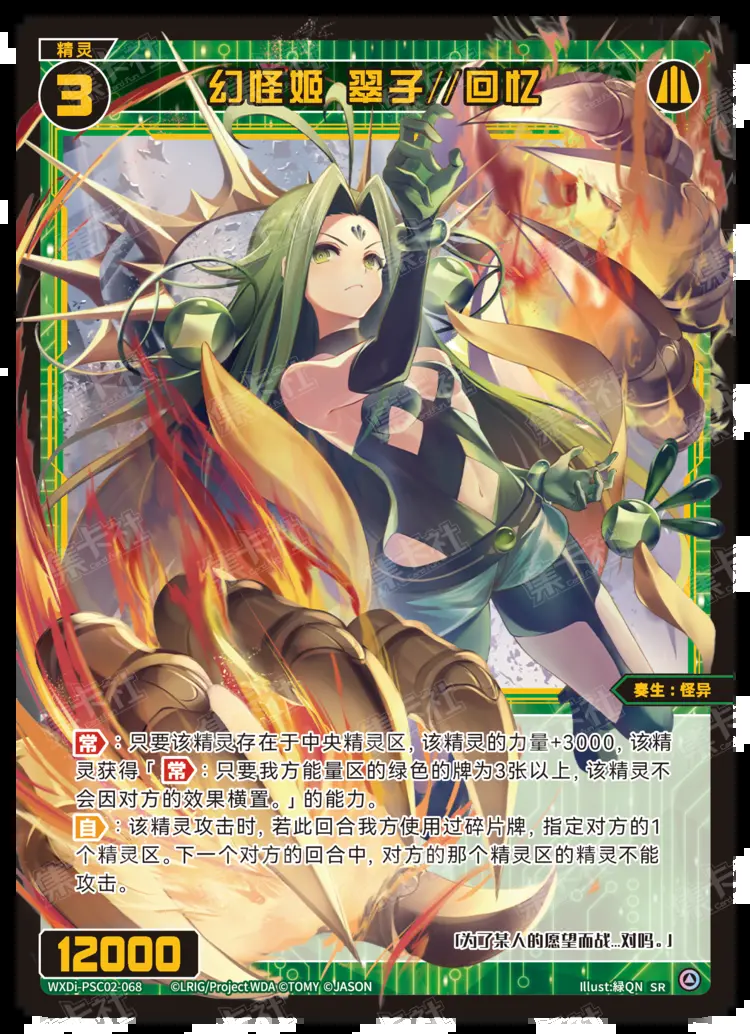 精灵
3
幻怪姬 翠子//回忆
奏生：怪异
常：只要该精灵存在于中央精灵区，该精灵的力量+3000，该精
灵获得「常：只要我方能量区的绿色的牌为3张以上，该精灵不
会因对方的效果横置。」的能力。
自：该精灵攻击时，若此回合我方使用过碎片牌，指定对方的1
个精灵区。下一个对方的回合中，对方的那个精灵区的精灵不能
攻击。
「为了某人的愿望而战...对吗。」
12000
WXDi-PSC02-068 ©LRIG/Project WDA ©TOMY ©JASON Illust:緑QN SR
集卡社